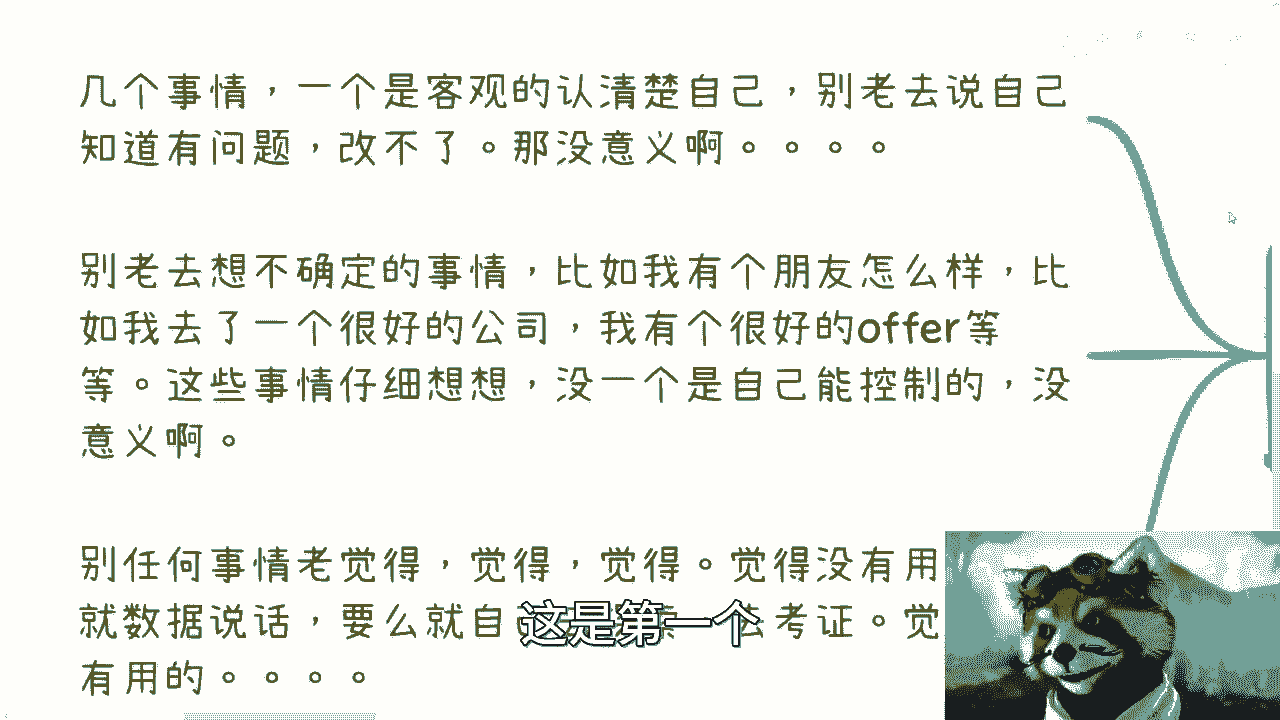 几个事情，一个是客观的认清楚自己，别老去说自己
知道有问题，改不了。那没意义啊。。。。
别老去想不确定的事情，比如我有个朋友怎么样，比
如我去了一个很好的公司，我有个很好的offer等
等。这些事情仔细想想，没一个是自己能控制的，没
意义啊。
别任何事情老觉得，觉得，觉得。觉得没有用
就数据说话，要么就自 去考证。觉
有用的。。。。
这是第一个